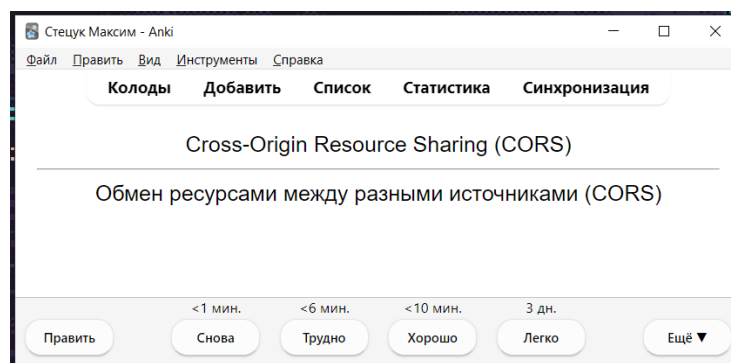 Стецук Максим - Anki
Файл Править Вид Инструменты Справка
Колоды Добавить Список Статистика Синхронизация
Cross-Origin Resource Sharing (CORS)
Обмен ресурсами между разными источниками (CORS)
<1 мин. <6 мин. <10 мин. 3 дн.
Править Снова Трудно Хорошо Легко Ещё ▼